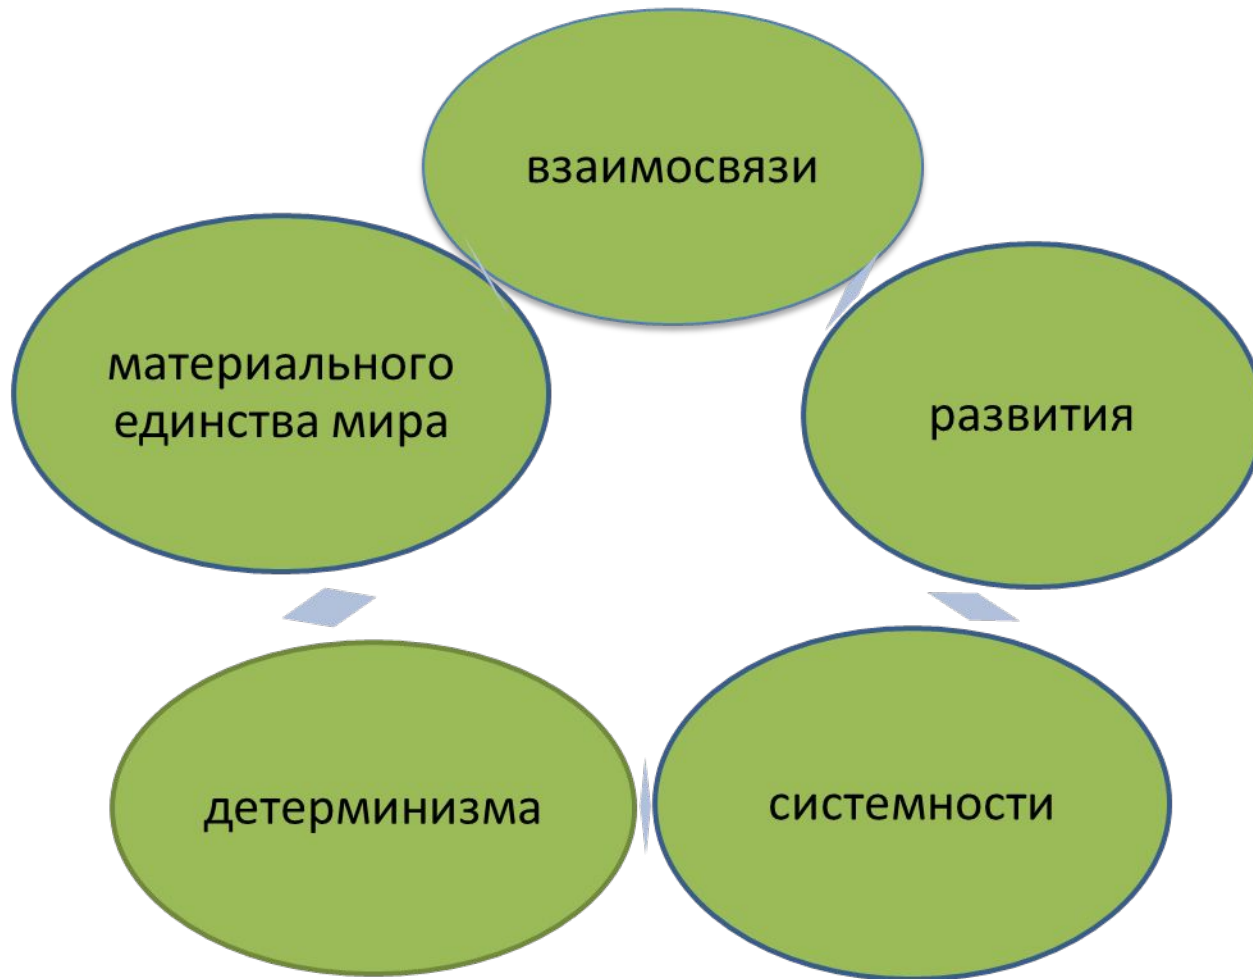 взаимосвязи
материального
единства мира
развития
детерминизма
системности